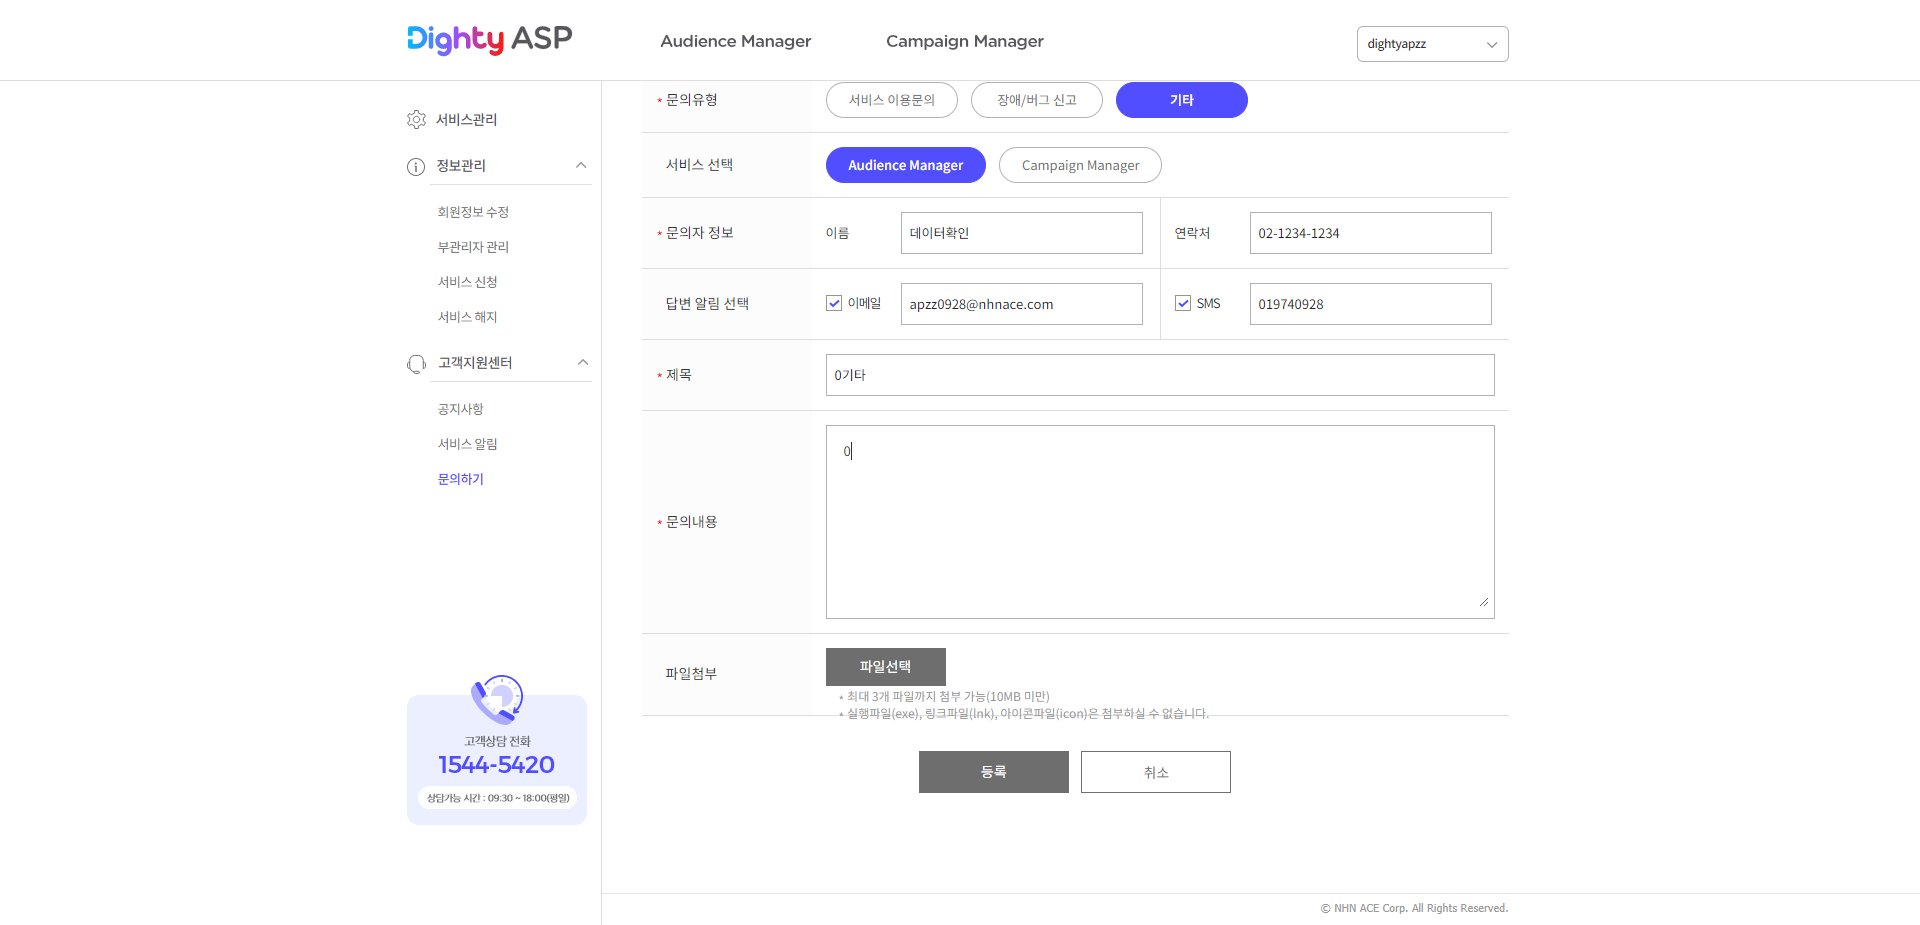 Dighty ASP
Audience Manager
Campaign Manager
dightyapzz
서비스관리
정보관리
회원정보 수정
부관리자 관리
서비스 신청
서비스 해지
고객지원센터
공지사항
서비스 알림
문의하기
고객상담 전화
1544-5420
상담가능 시간 : 09:30 ~ 18:00(평일)
* 문의유형
서비스 이용문의
장애/버그 신고
기타
서비스 선택
Audience Manager
Campaign Manager
* 문의자 정보
이름
데이터확인
연락처
02-1234-1234
답변 알림 선택
이메일
apzz0928@nhnace.com
SMS
019740928
* 제목
0기타
* 문의내용
0
파일첨부
파일선택
* 최대 3개 파일까지 첨부 가능(10MB 미만)
* 실행파일(exe), 링크파일(lnk), 아이콘파일(icon)은 첨부하실 수 없습니다.
등록
취소
© NHN ACE Corp. All Rights Reserved.